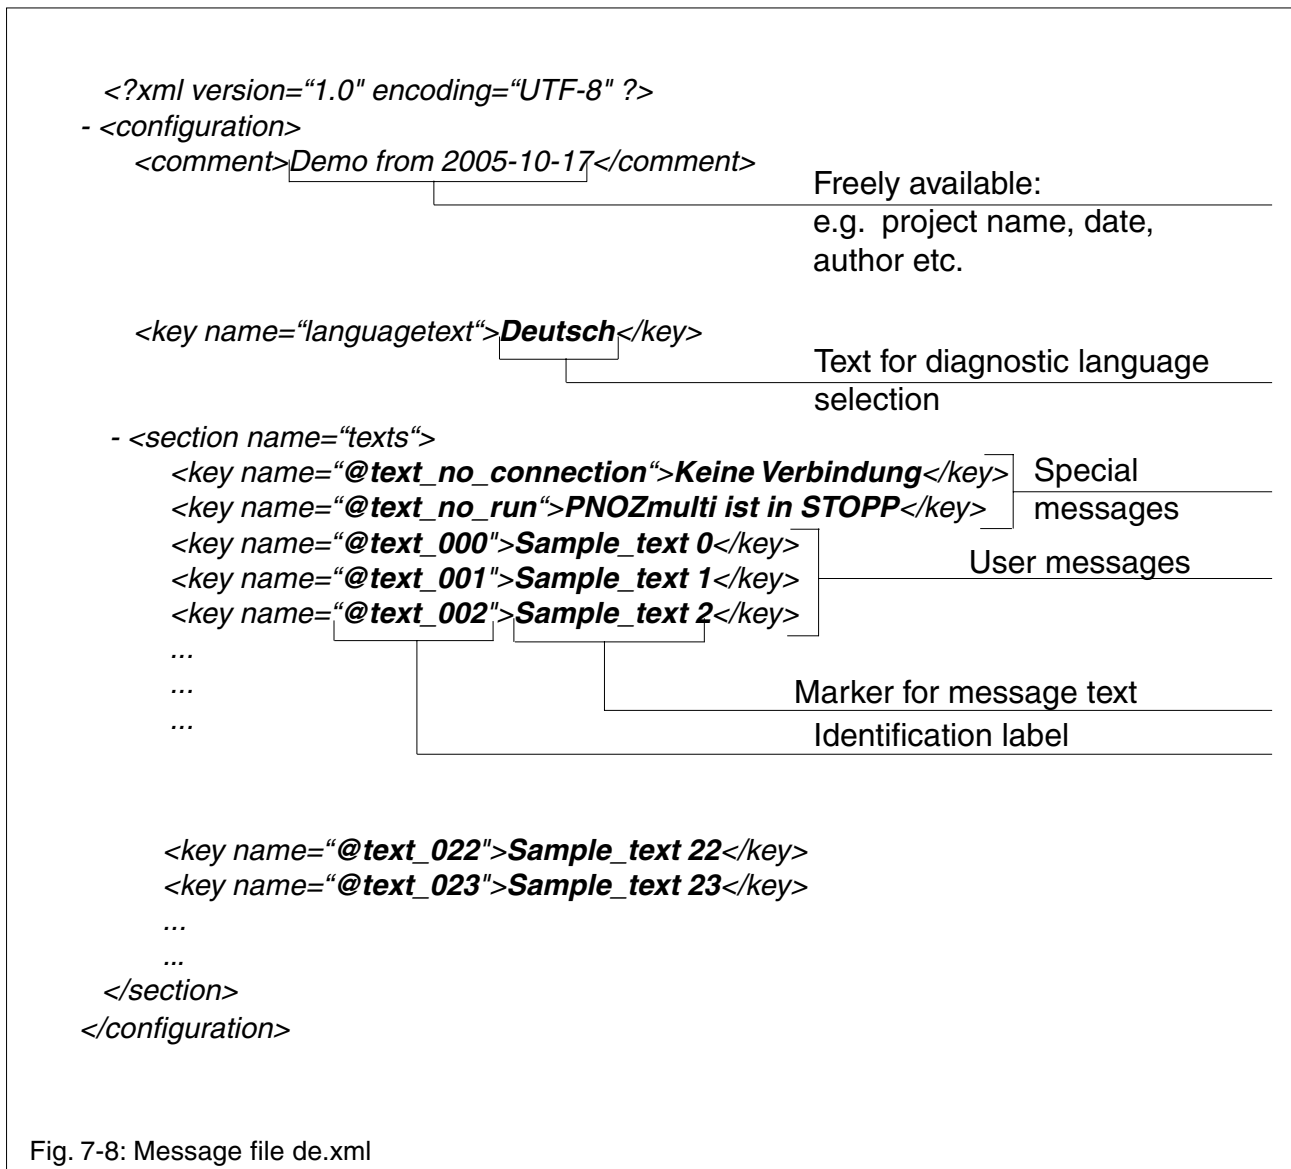 <?xml version=“1.0" encoding=“UTF-8" ?>
- <configuration>
<comment>Demo from 2005-10-17</comment>
Freely available:
e.g. project name, date,
author etc.
<key name=“languagetext“>Deutsch</key>
Text for diagnostic language
selection
- <section name=“texts“>
<key name=“@text_no_connection“>Keine Verbindung</key>
<key name=“@text_no_run“>PNOZmulti ist in STOPP</key>
Special
messages
<key name=“@text_000">Sample_text 0</key>
<key name=“@text_001">Sample_text 1</key>
<key name=“@text_002">Sample_text 2</key>
User messages
...
...
...
Marker for message text
Identification label
<key name=“@text_022">Sample_text 22</key>
<key name=“@text_023">Sample_text 23</key>
...
...
</section>
</configuration>
Fig. 7-8: Message file de.xml